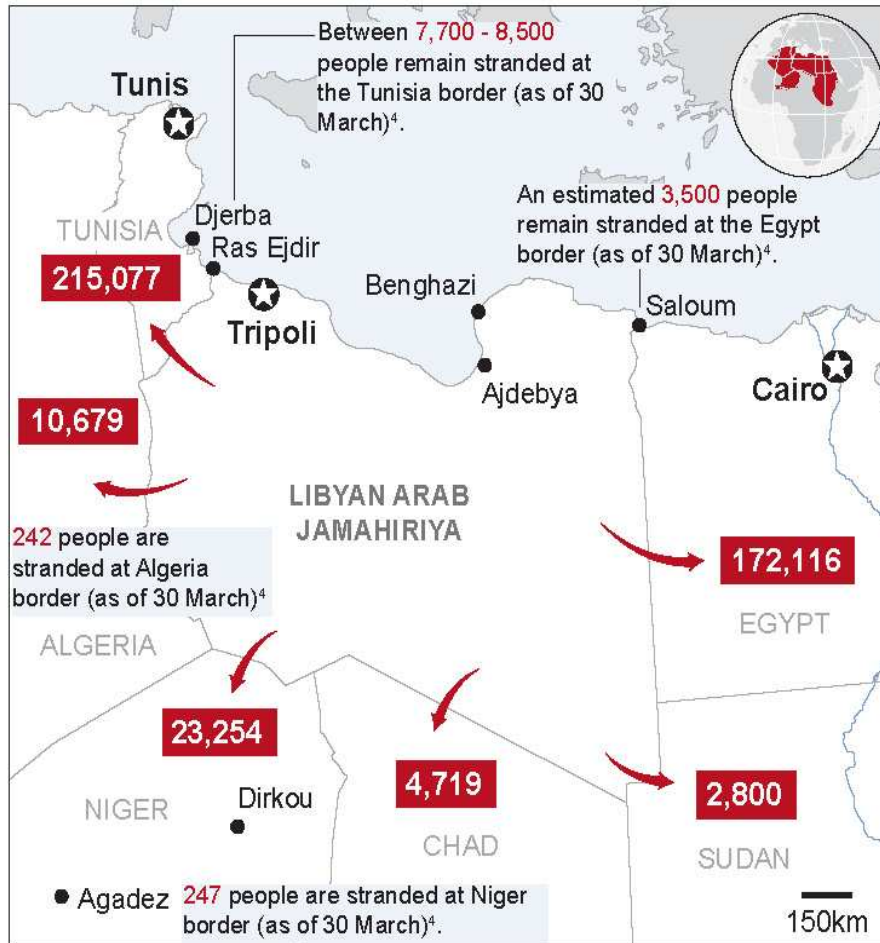 Between 7,700 - 8,500
people remain stranded at
the Tunisia border (as of 30
March)⁴.
Tunis
An estimated 3,500 people
remain stranded at the Egypt
border (as of 30 March)⁴.
Djerba
TUNISIA
Ras Ejdir
215,077
Benghazi
Saloum
Tripoli
Ajdebya
Cairo
10,679
LIBYAN ARAB
JAMAHIRIYA
242 people are
stranded at Algeria
border (as of 30 March)⁴
172,116
EGYPT
ALGERIA
23,254
4,719
2,800
Dirkou
NIGER
CHAD
SUDAN
Agadez
247 people are stranded at Niger
border (as of 30 March)⁴.
150km